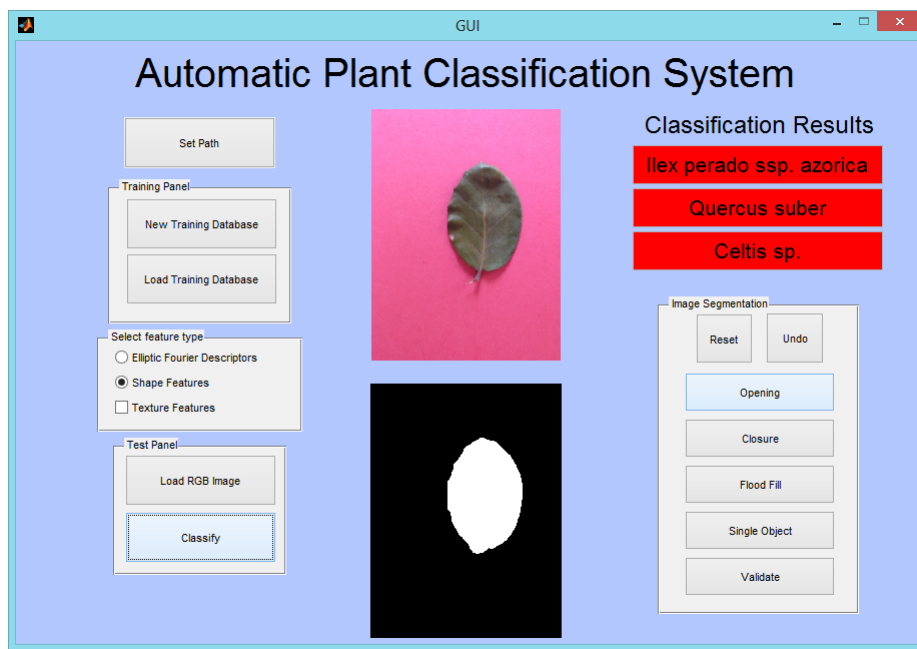 GUI
Automatic Plant Classification System
Set Path
Training Panel
New Training Database
Load Training Database
Select feature type
Elliptic Fourier Descriptors
Shape Features
Texture Features
Test Panel
Load RGB Image
Classify
Classification Results
Ilex perado ssp. azorica
Quercus suber
Celtis sp.
Image Segmentation
Reset
Undo
Opening
Closure
Flood Fill
Single Object
Validate